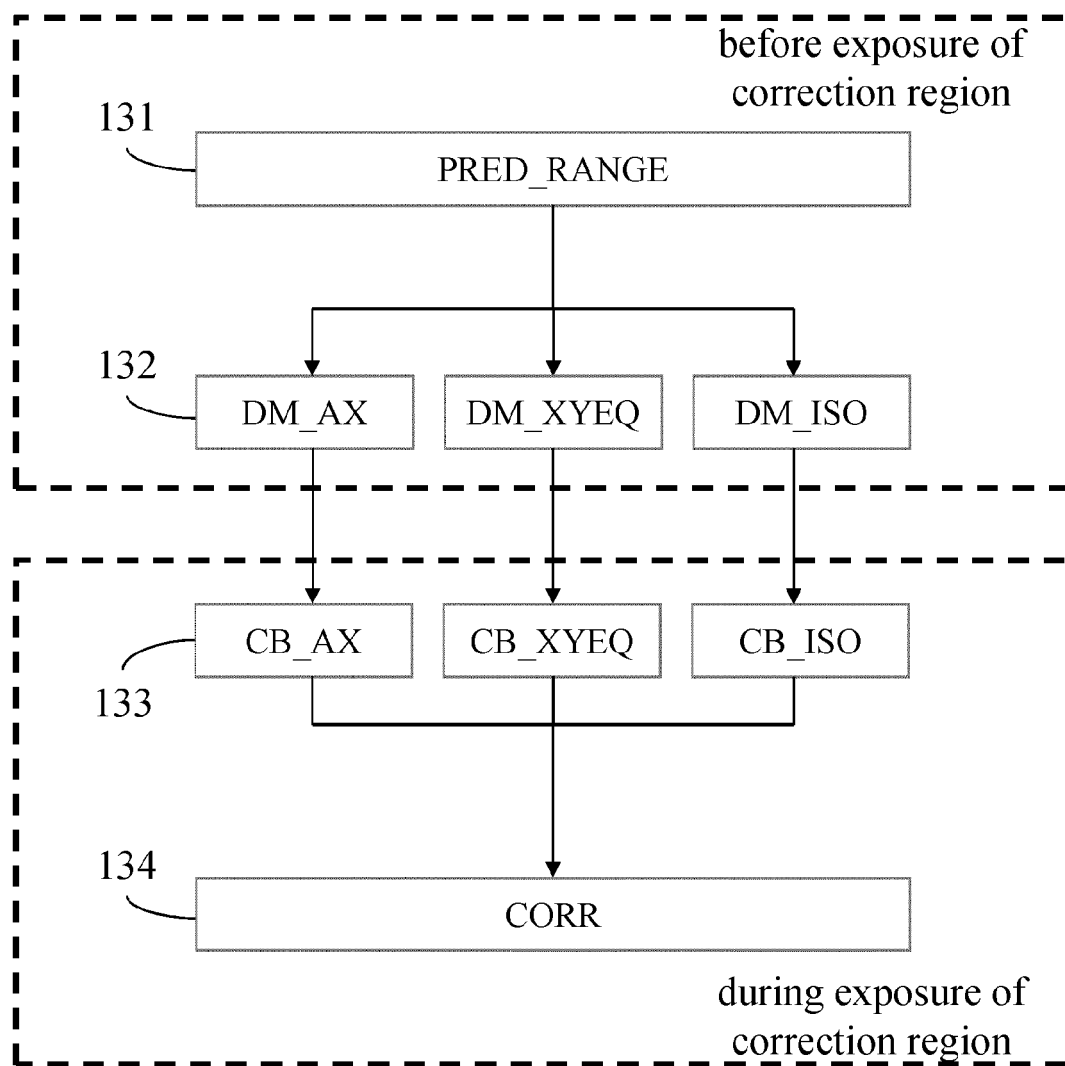 before exposure of
correction region
131
PRED_RANGE
132
DM_AX
DM_XYEQ
DM_ISO
CB_AX
CB_XYEQ
CB_ISO
133
134
CORR
during exposure of
correction region